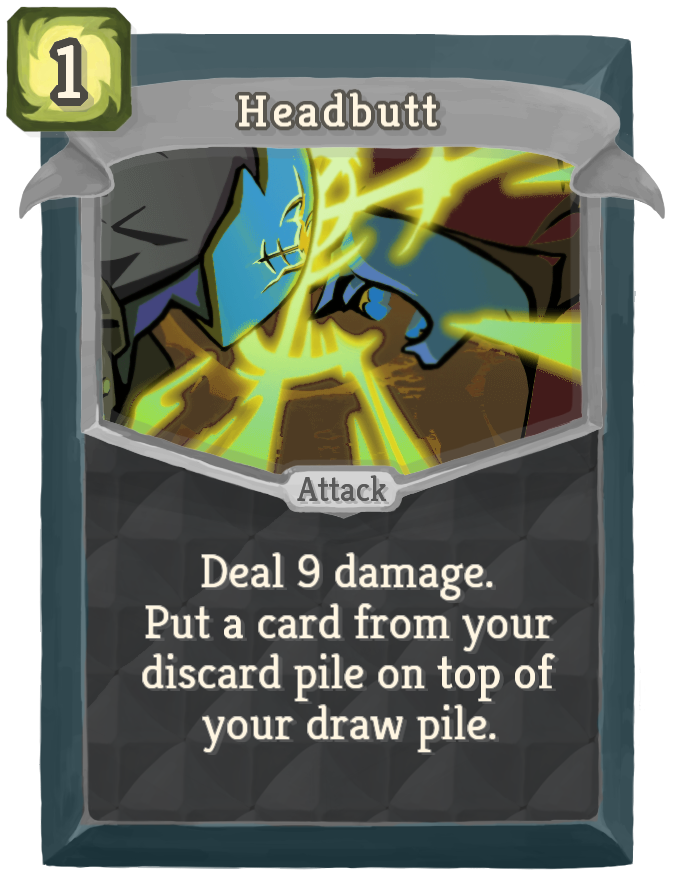 1
Headbutt
Attack
Deal 9 damage.
Put a card from your
discard pile on top of
your draw pile.